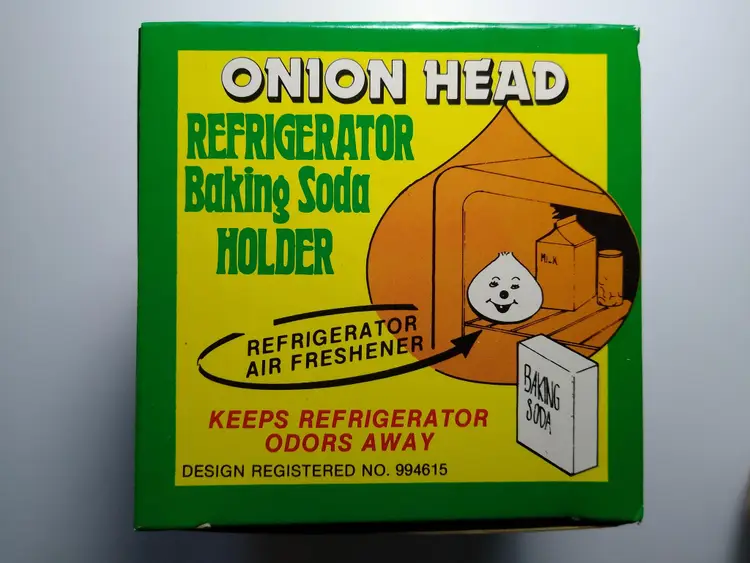 ONION HEAD
REFRIGERATOR
Baking Soda
HOLDER
MILK
REFRIGERATOR
AIR FRESHENER
BAKING
SODA
KEEPS REFRIGERATOR
ODORS AWAY
DESIGN REGISTERED NO. 994615